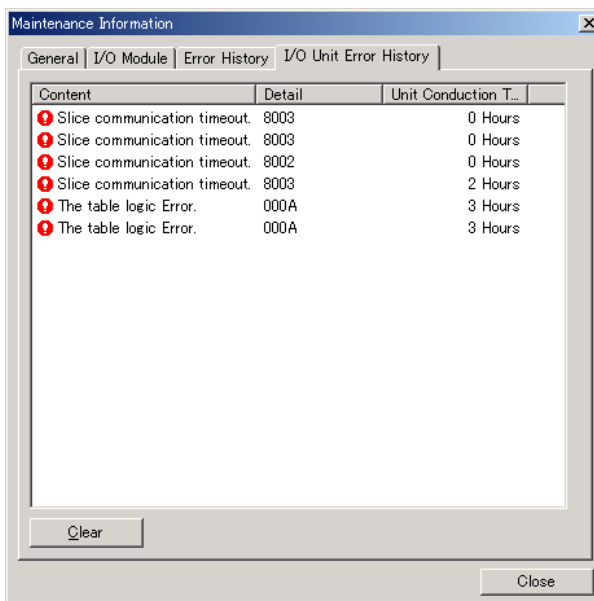 Maintenance Information
General I/O Module Error History I/O Unit Error History
Content Detail Unit Conduction T...
Slice communication timeout. 8003 0 Hours
Slice communication timeout. 8003 0 Hours
Slice communication timeout. 8002 0 Hours
Slice communication timeout. 8003 2 Hours
The table logic Error. 000A 3 Hours
The table logic Error. 000A 3 Hours
Clear
Close